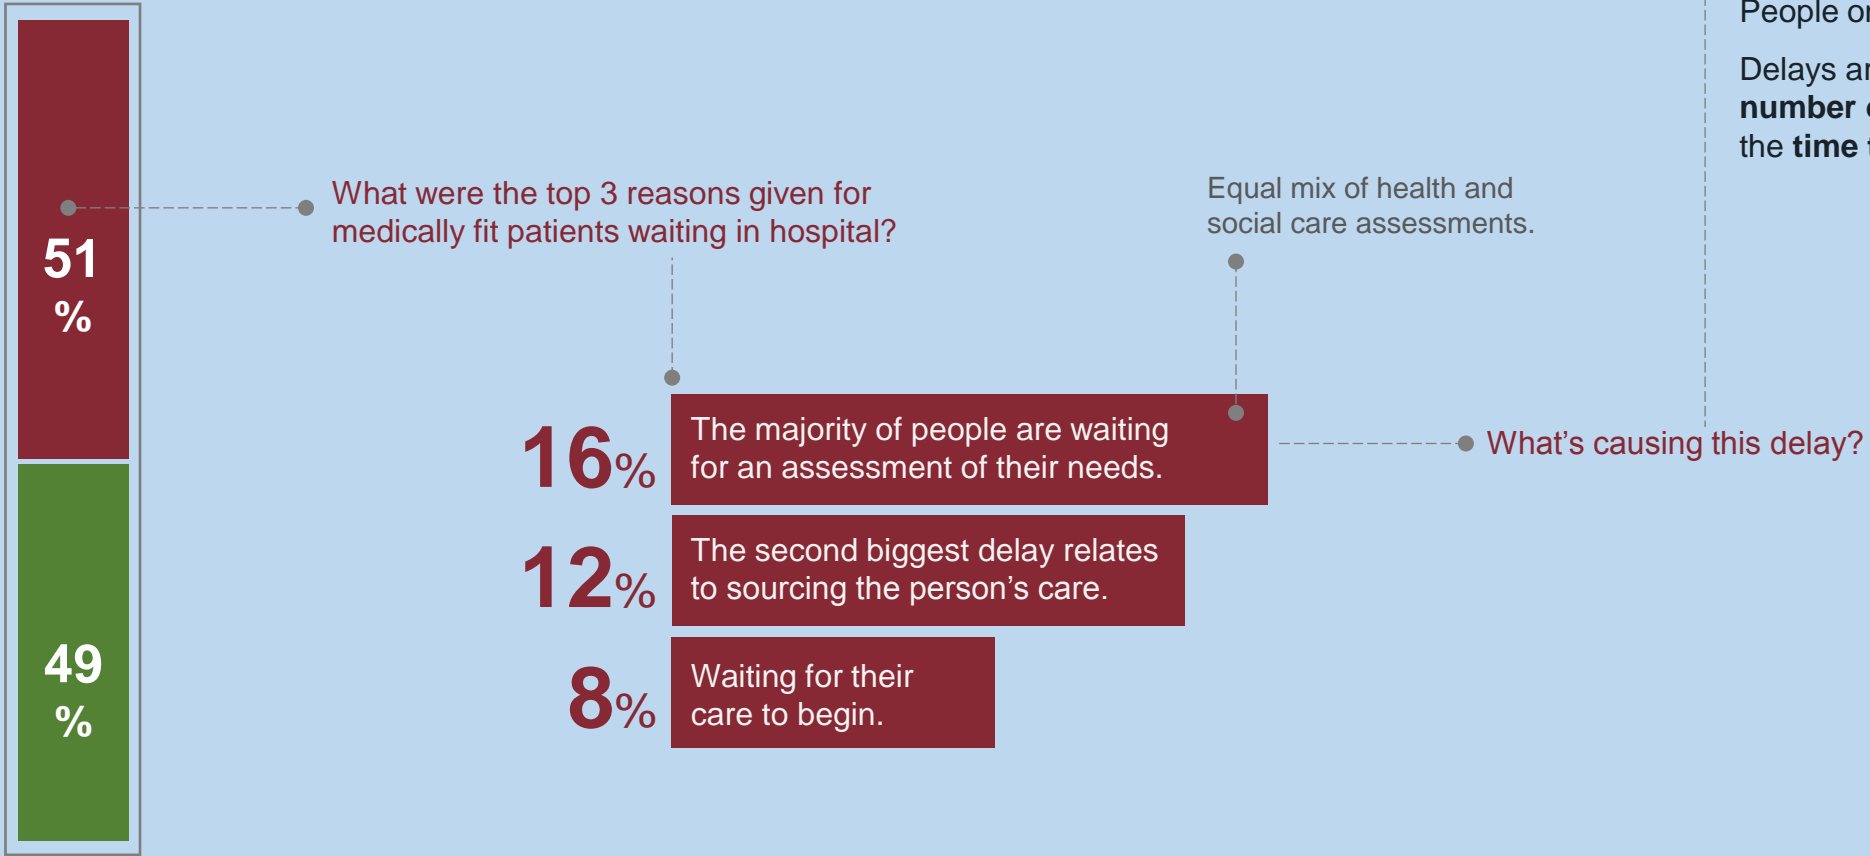 51
%
49
%
What were the top 3 reasons given for
medically fit patients waiting in hospital?
Equal mix of health and
social care assessments.
16%
The majority of people are waiting
for an assessment of their needs.
12%
The second biggest delay relates
to sourcing the person’s care.
8%
Waiting for their
care to begin.
What’s causing this delay?
People
Delays
number
the time